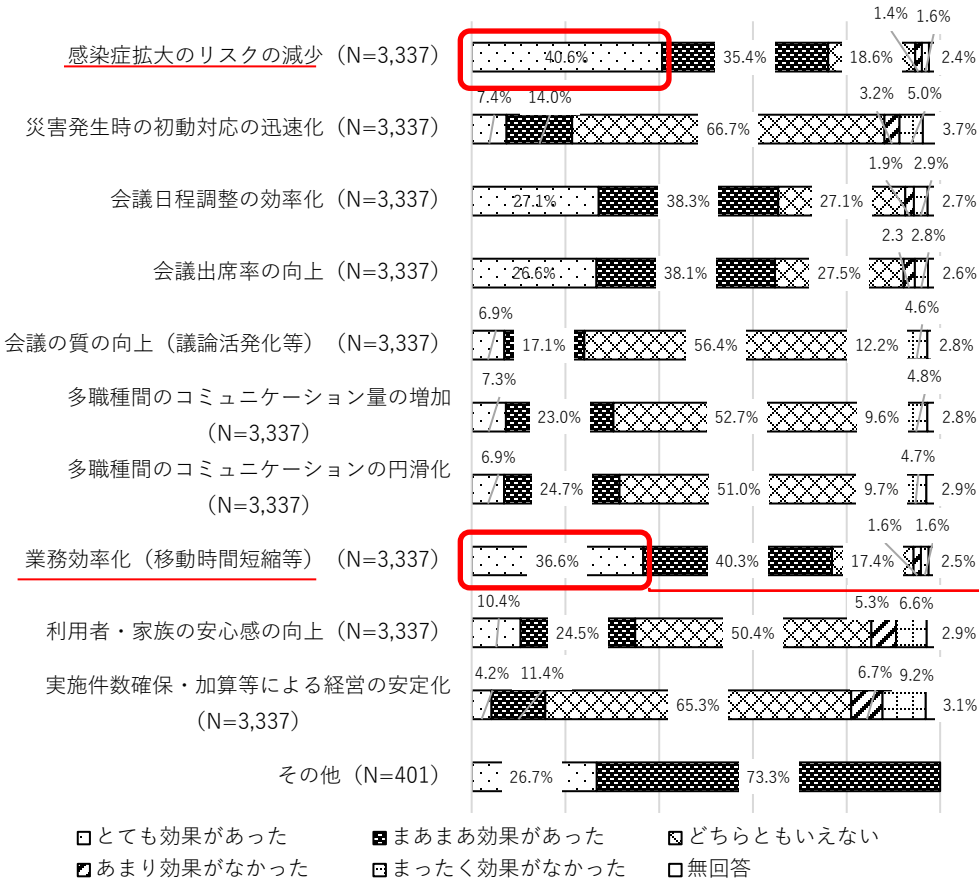 1.4% 1.6%
感染症拡大のリスクの減少（N=3,337） 40.6% 35.4% 18.6% 2.4%
7.4% 14.0% 3.2% 5.0%
災害発生時の初動対応の迅速化（N=3,337） 66.7% 3.7%
1.9% 2.9%
会議日程調整の効率化（N=3,337） 27.1% 38.3% 27.1% 2.7%
2.3 2.8%
会議出席率の向上（N=3,337） 26.6% 38.1% 27.5% 2.6%
6.9% 4.6%
会議の質の向上（議論活発化等）（N=3,337） 17.1% 56.4% 12.2% 2.8%
7.3% 4.8%
多職種間のコミュニケーション量の増加
（N=3,337） 23.0% 52.7% 9.6% 2.8%
6.9% 4.7%
多職種間のコミュニケーションの円滑化
（N=3,337） 24.7% 51.0% 9.7% 2.9%
1.6% 1.6%
業務効率化（移動時間短縮等）（N=3,337） 36.6% 40.3% 17.4% 2.5%
10.4% 5.3% 6.6%
利用者・家族の安心感の向上（N=3,337） 24.5% 50.4% 2.9%
4.2% 11.4% 6.7% 9.2%
実施件数確保・加算等による経営の安定化
（N=3,337） 65.3% 3.1%
その他（N=401） 26.7% 73.3%
とても効果があった まあまあ効果があった どちらともいえない
あまり効果がなかった まったく効果がなかった 無回答